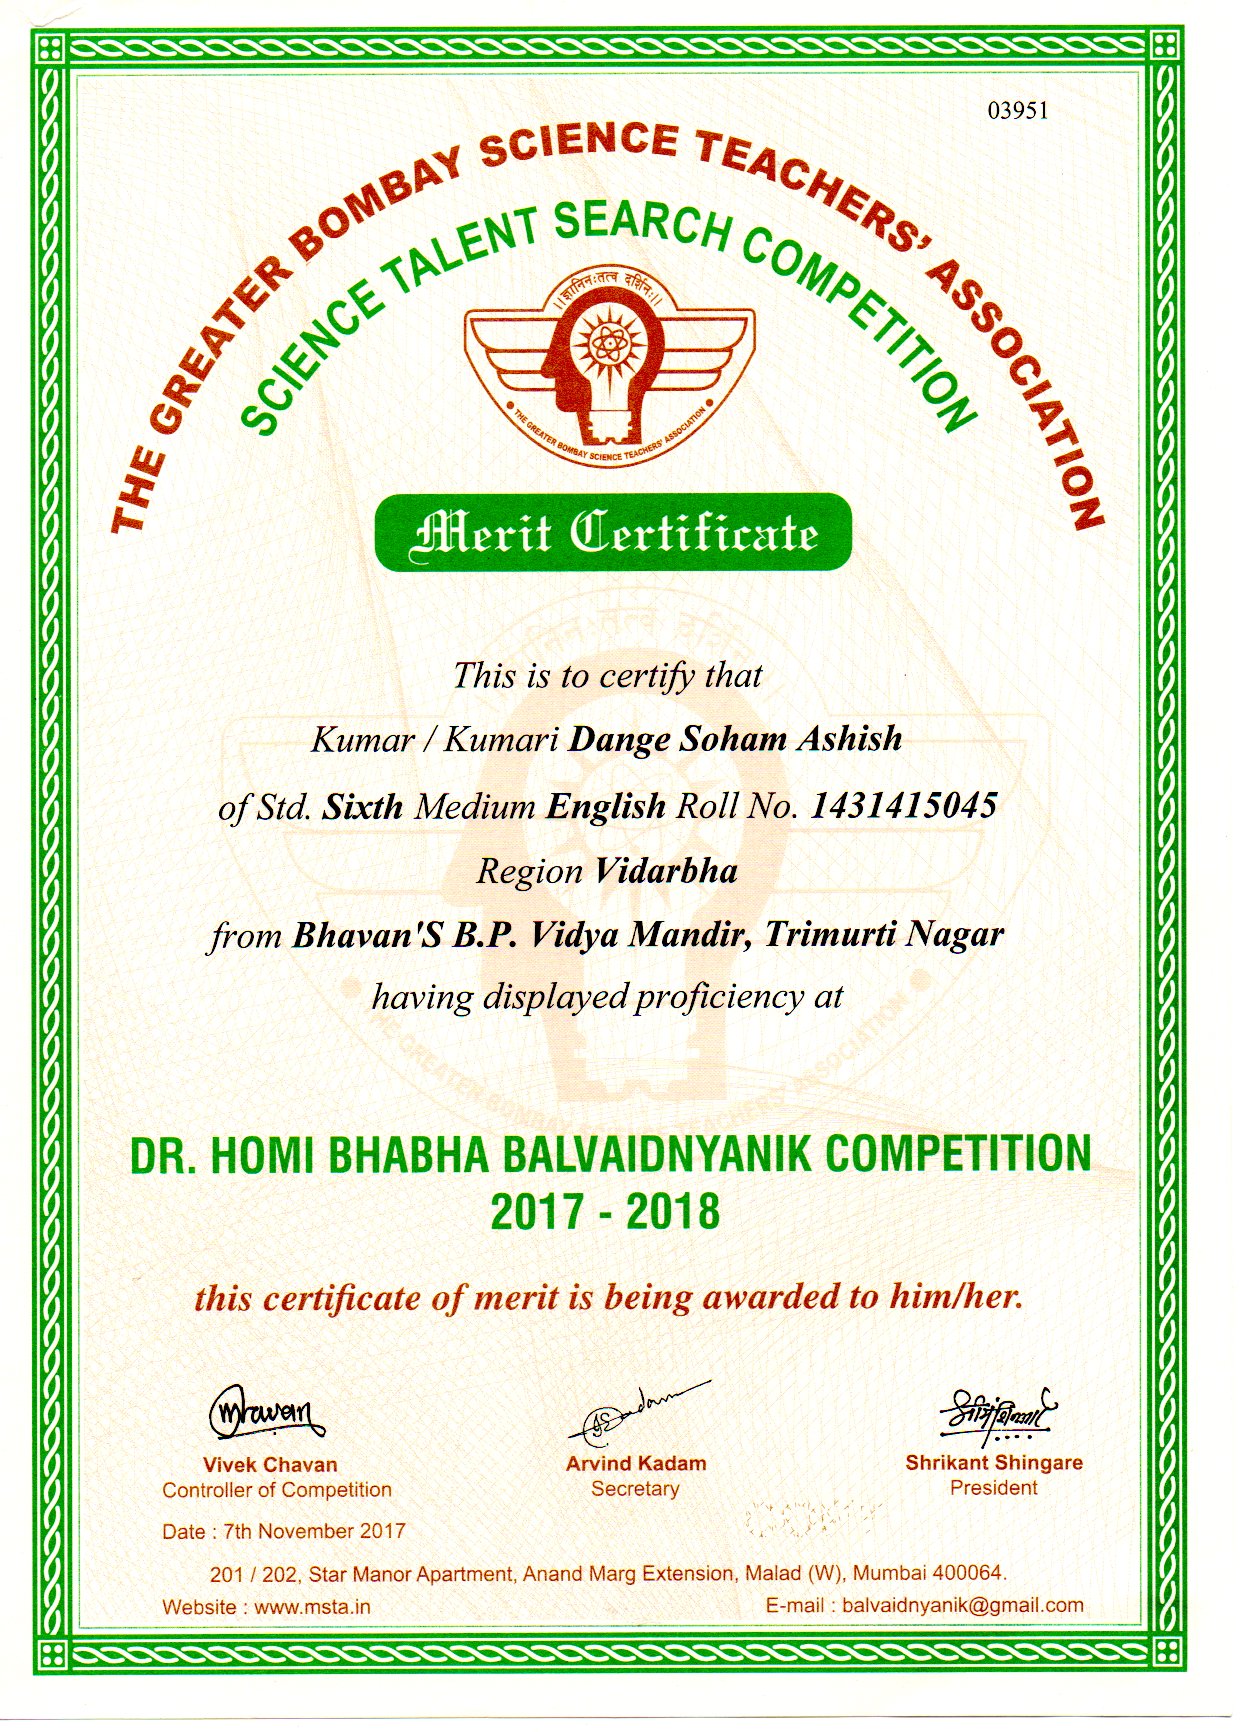 03951
THE GREATER BOMBAY SCIENCE TEACHERS' ASSOCIATION
SCIENCE TALENT SEARCH COMPETITION
||ज्ञानिनःतत्व दर्शिनः||
• THE GREATER BOMBAY SCIENCE TEACHERS' ASSOCIATION •
Merit Certificate
This is to certify that
Kumar / Kumari Dange Soham Ashish
of Std. Sixth Medium English Roll No. 1431415045
Region Vidarbha
from Bhavan'S B.P. Vidya Mandir, Trimurti Nagar
having displayed proficiency at
DR. HOMI BHABHA BALVAIDNYANIK COMPETITION
2017 - 2018
this certificate of merit is being awarded to him/her.
Vivek Chavan
Controller of Competition
Arvind Kadam
Secretary
Shrikant Shingare
President
Date : 7th November 2017
201 / 202, Star Manor Apartment, Anand Marg Extension, Malad (W), Mumbai 400064.
Website : www.msta.in
E-mail : balvaidnyanik@gmail.com